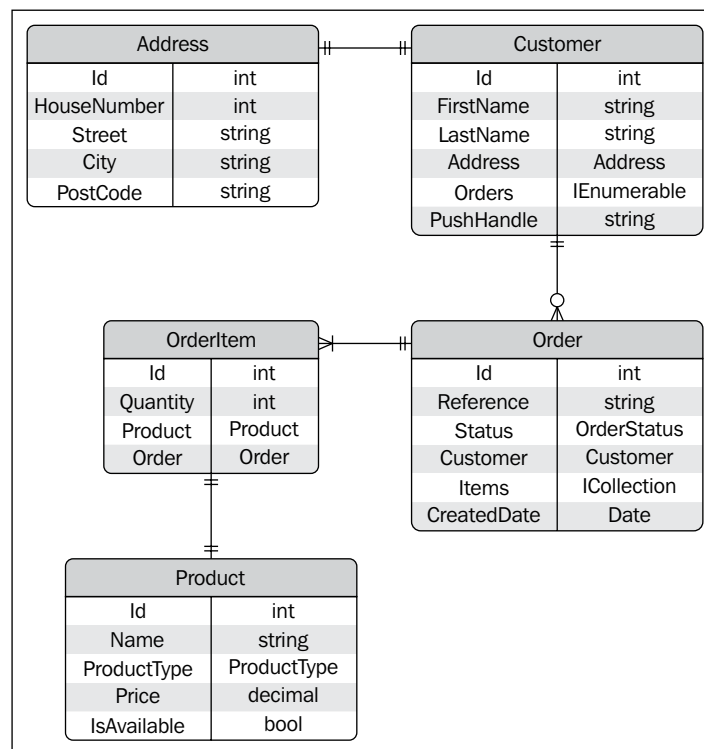 Address
Id int
HouseNumber int
Street string
City string
PostCode string
Customer
Id int
FirstName string
LastName string
Address Address
Orders IEnumerable
PushHandle string
OrderItem
Id int
Quantity int
Product Product
Order Order
Order
Id int
Reference string
Status OrderStatus
Customer Customer
Items ICollection
CreatedDate Date
Product
Id int
Name string
ProductType ProductType
Price decimal
IsAvailable bool